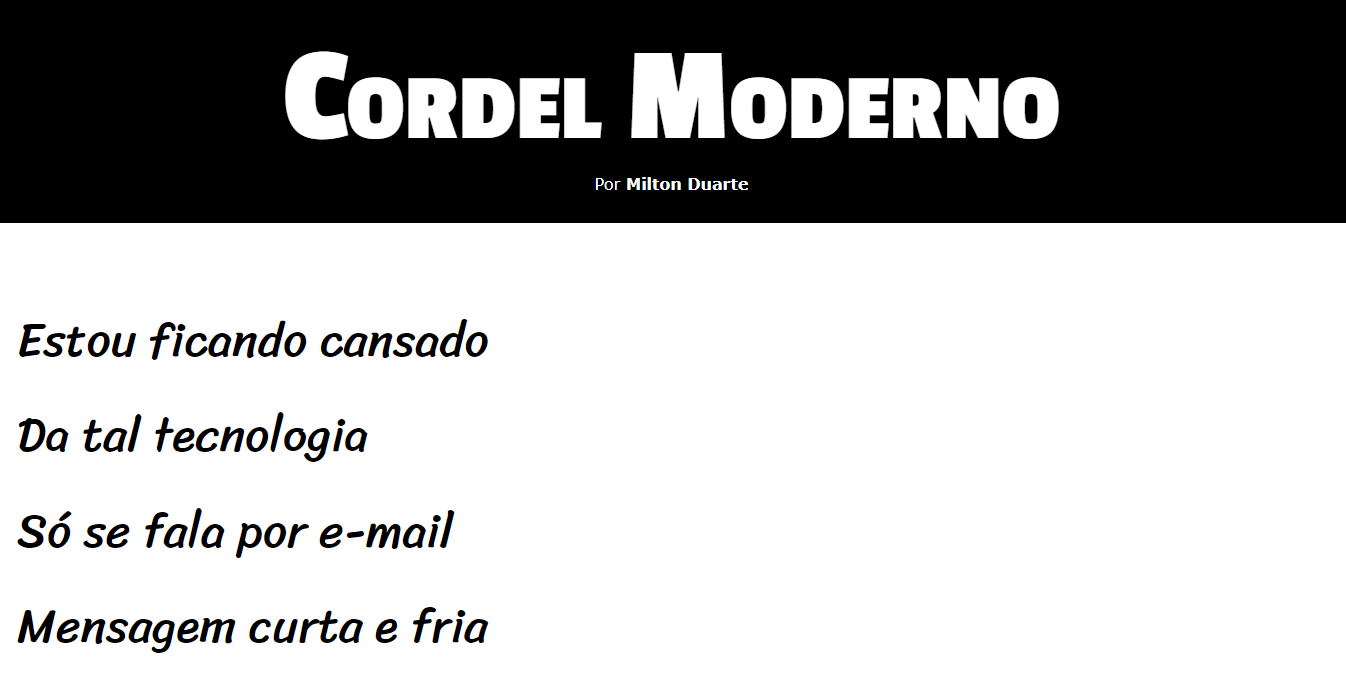 Cordel Moderno
Por Milton Duarte
Estou ficando cansado
Da tal tecnologia
Só se fala por e-mail
Mensagem curta e fria